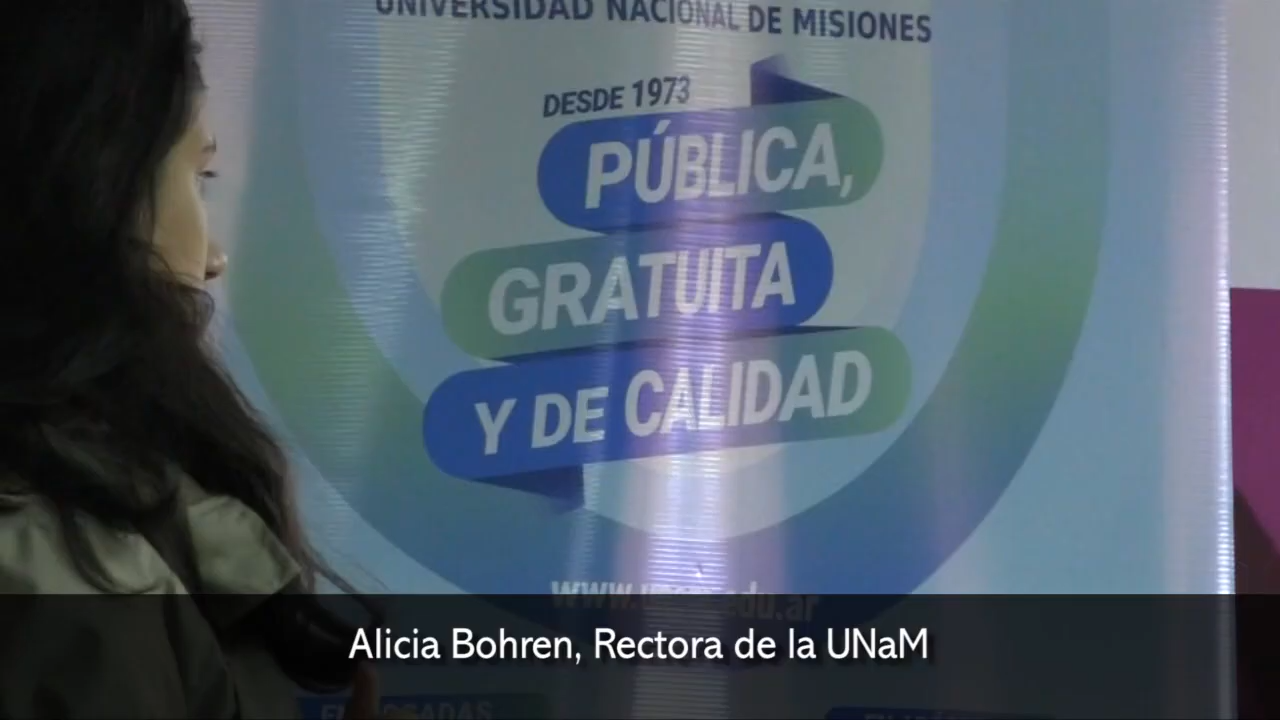 UNIVERSIDAD NACIONAL DE MISIONES
DESDE 1973
PÚBLICA,
GRATUITA
Y DE CALIDAD
Alicia Bohren, Rectora de la UNaM